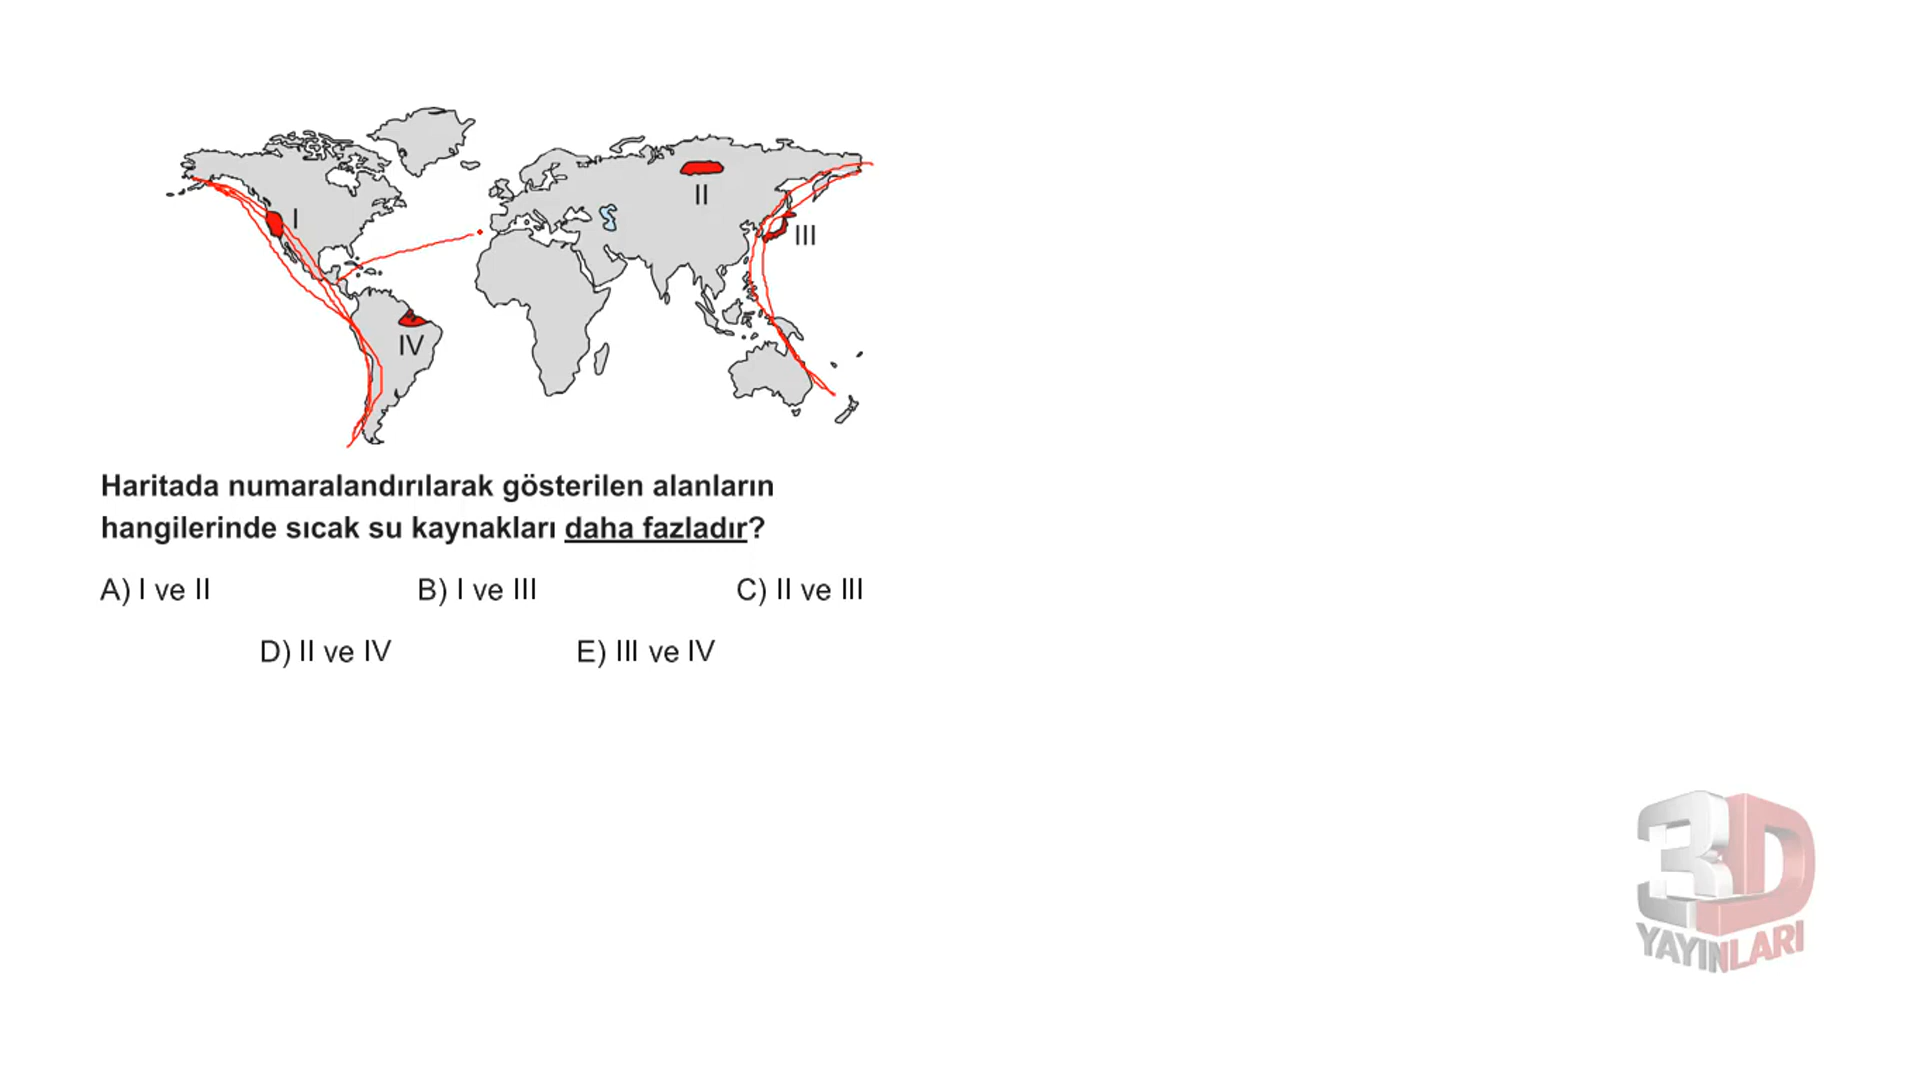 I
II
III
IV
Haritada numaralandırılarak gösterilen alanların
hangilerinde sıcak su kaynakları daha fazladır?
A) I ve II B) I ve III C) II ve III
D) II ve IV E) III ve IV
3D
YAYINLARI